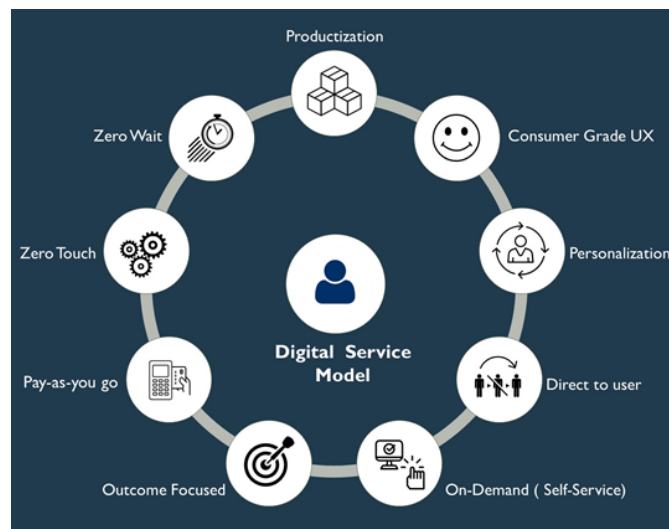 Productization
Zero Wait
Consumer Grade UX
Zero Touch
Personalization
Digital Service
Model
Pay-as-you go
Direct to user
Outcome Focused
On-Demand ( Self-Service)